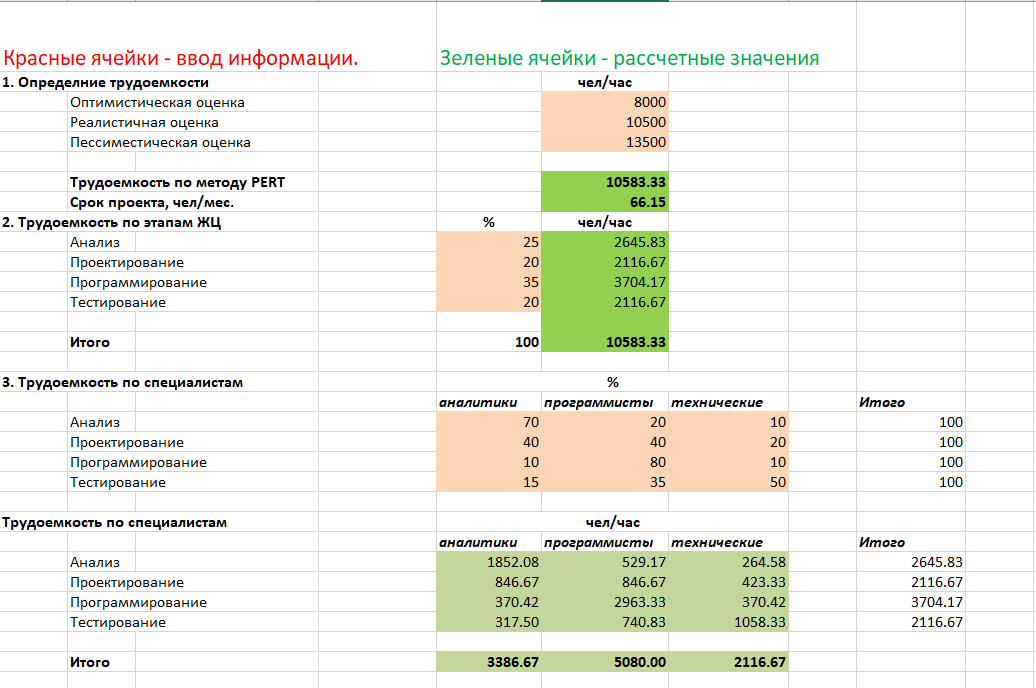 Красные ячейки - ввод информации. Зеленые ячейки - рассчетные значения
1. Определние трудоемкости чел/час
Оптимистическая оценка 8000
Реалистичная оценка 10500
Пессиместическая оценка 13500
Трудоемкость по методу PERT 10583.33
Срок проекта, чел/мес. 66.15
2. Трудоемкость по этапам ЖЦ % чел/час
Анализ 25 2645.83
Проектирование 20 2116.67
Программирование 35 3704.17
Тестирование 20 2116.67
Итого 100 10583.33
3. Трудоемкость по специалистам %
аналитики программисты технические Итого
Анализ 70 20 10 100
Проектирование 40 40 20 100
Программирование 10 80 10 100
Тестирование 15 35 50 100
Трудоемкость по специалистам чел/час
аналитики программисты технические Итого
Анализ 1852.08 529.17 264.58 2645.83
Проектирование 846.67 846.67 423.33 2116.67
Программирование 370.42 2963.33 370.42 3704.17
Тестирование 317.50 740.83 1058.33 2116.67
Итого 3386.67 5080.00 2116.67